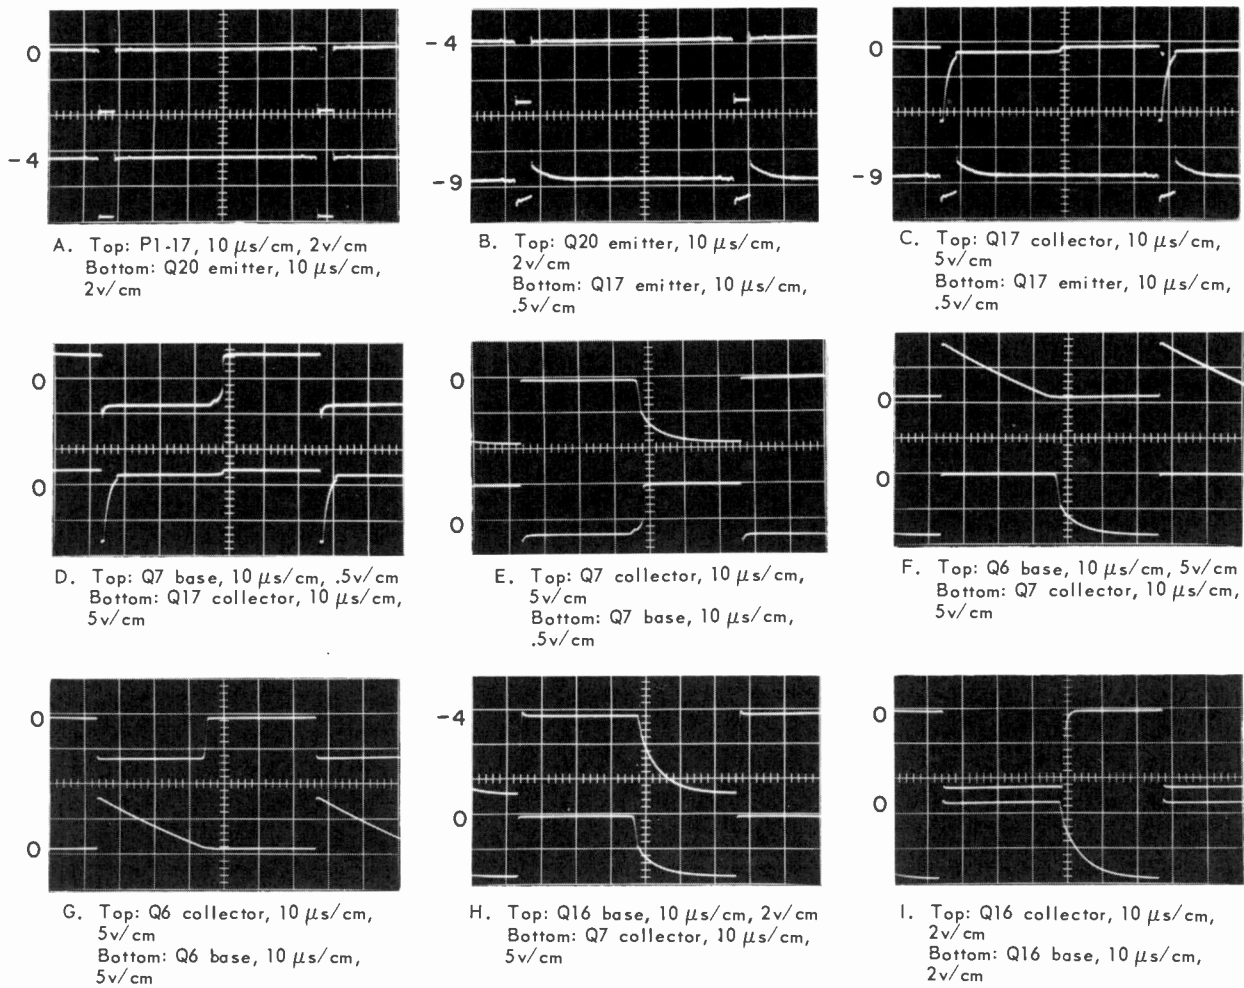 0
-4
A. Top: P1-17, 10 μs/cm, 2v/cm
Bottom: Q20 emitter, 10 μs/cm,
2v/cm
-4
-9
B. Top: Q20 emitter, 10 μs/cm,
2v/cm
Bottom: Q17 emitter, 10 μs/cm,
.5v/cm
0
-9
C. Top: Q17 collector, 10 μs/cm,
5v/cm
Bottom: Q17 emitter, 10 μs/cm,
.5v/cm
0
0
D. Top: Q7 base, 10 μs/cm, .5v/cm
Bottom: Q17 collector, 10 μs/cm,
5v/cm
0
0
E. Top: Q7 collector, 10 μs/cm,
5v/cm
Bottom: Q7 base, 10 μs/cm,
.5v/cm
0
0
F. Top: Q6 base, 10 μs/cm, 5v/cm
Bottom: Q7 collector, 10 μs/cm,
5v/cm
0
0
G. Top: Q6 collector, 10 μs/cm,
5v/cm
Bottom: Q6 base, 10 μs/cm,
5v/cm
-4
0
H. Top: Q16 base, 10 μs/cm, 2v/cm
Bottom: Q7 collector, 10 μs/cm,
5v/cm
0
0
I. Top: Q16 collector, 10 μs/cm,
2v/cm
Bottom: Q16 base, 10 μs/cm,
2v/cm